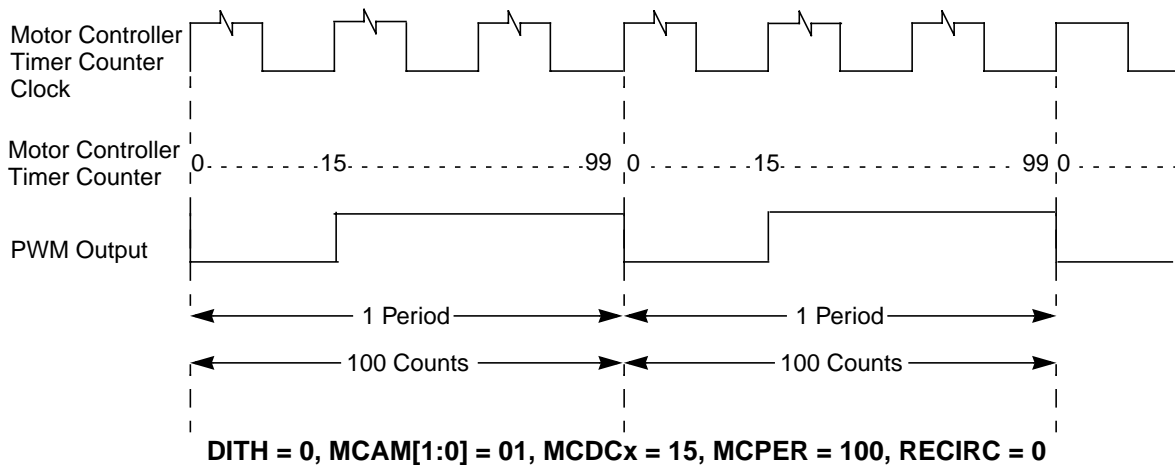 Motor Controller
Timer Counter
Clock
Motor Controller
Timer Counter
0 15 99 0 15 99 0
PWM Output
1 Period 1 Period
100 Counts 100 Counts
DITH = 0, MCAM[1:0] = 01, MCDCx = 15, MCPER = 100, RECIRC = 0